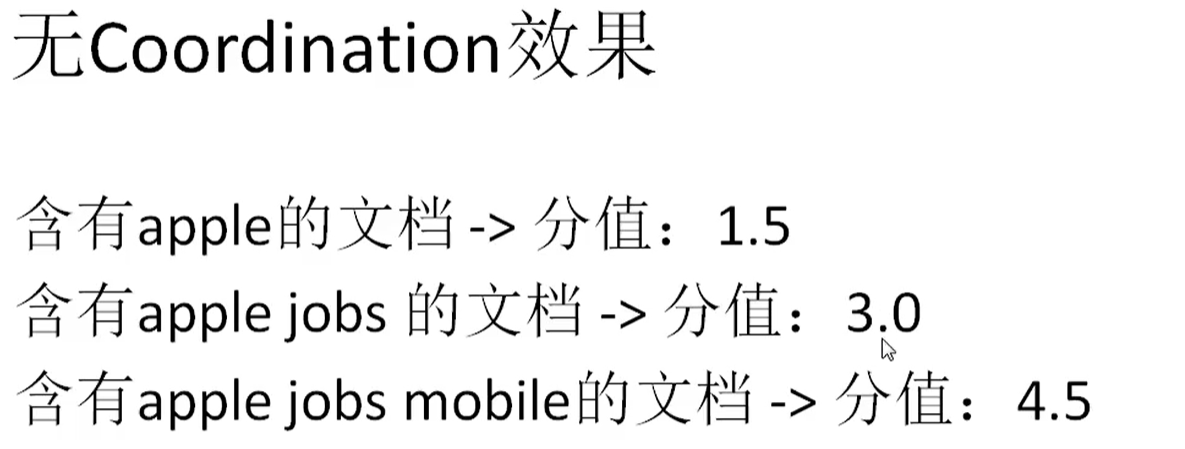 无Coordination效果
含有apple的文档 -> 分值：1.5
含有apple jobs 的文档 -> 分值：3.0
含有apple jobs mobile的文档 -> 分值：4.5